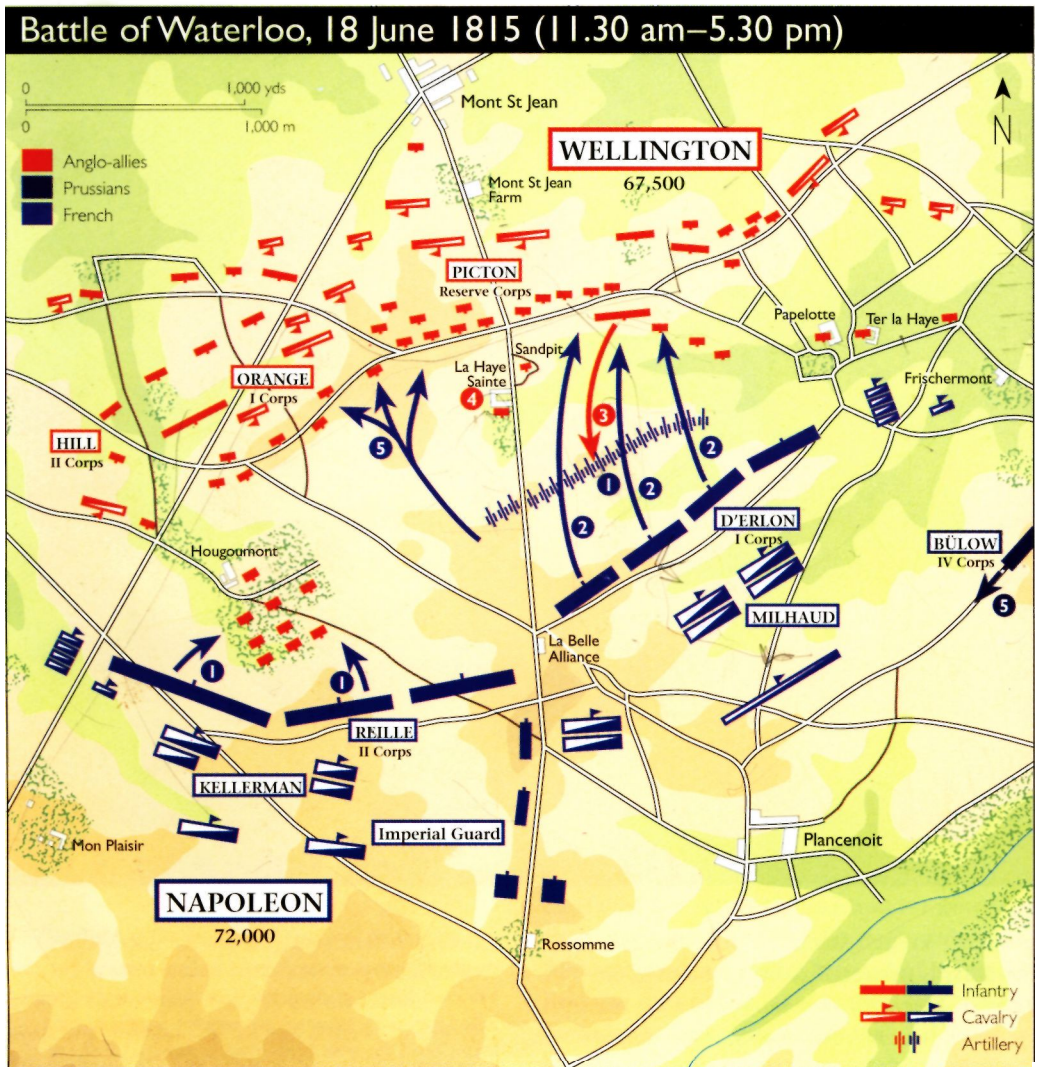 Battle of Waterloo, 18 June 1815 (11.30 am–5.30 pm)
0 1,000 yds
0 1,000 m
Anglo-allies
Prussians
French
Mont St Jean
N
WELLINGTON
67,500
Mont St Jean
Farm
PICTON
Reserve Corps
Papelotte
Ter la Haye
Sandpit
La Haye
Sainte
4
3
Frischermont
ORANGE
I Corps
HILL
II Corps
5
2
1
2
2
D'ERLON
I Corps
BÜLOW
IV Corps
5
Hougoumont
MILHAUD
La Belle
Alliance
1
1
REILLE
II Corps
KELLERMAN
Imperial Guard
Mon Plaisir
Plancenoit
NAPOLEON
72,000
Rossomme
Infantry
Cavalry
Artillery